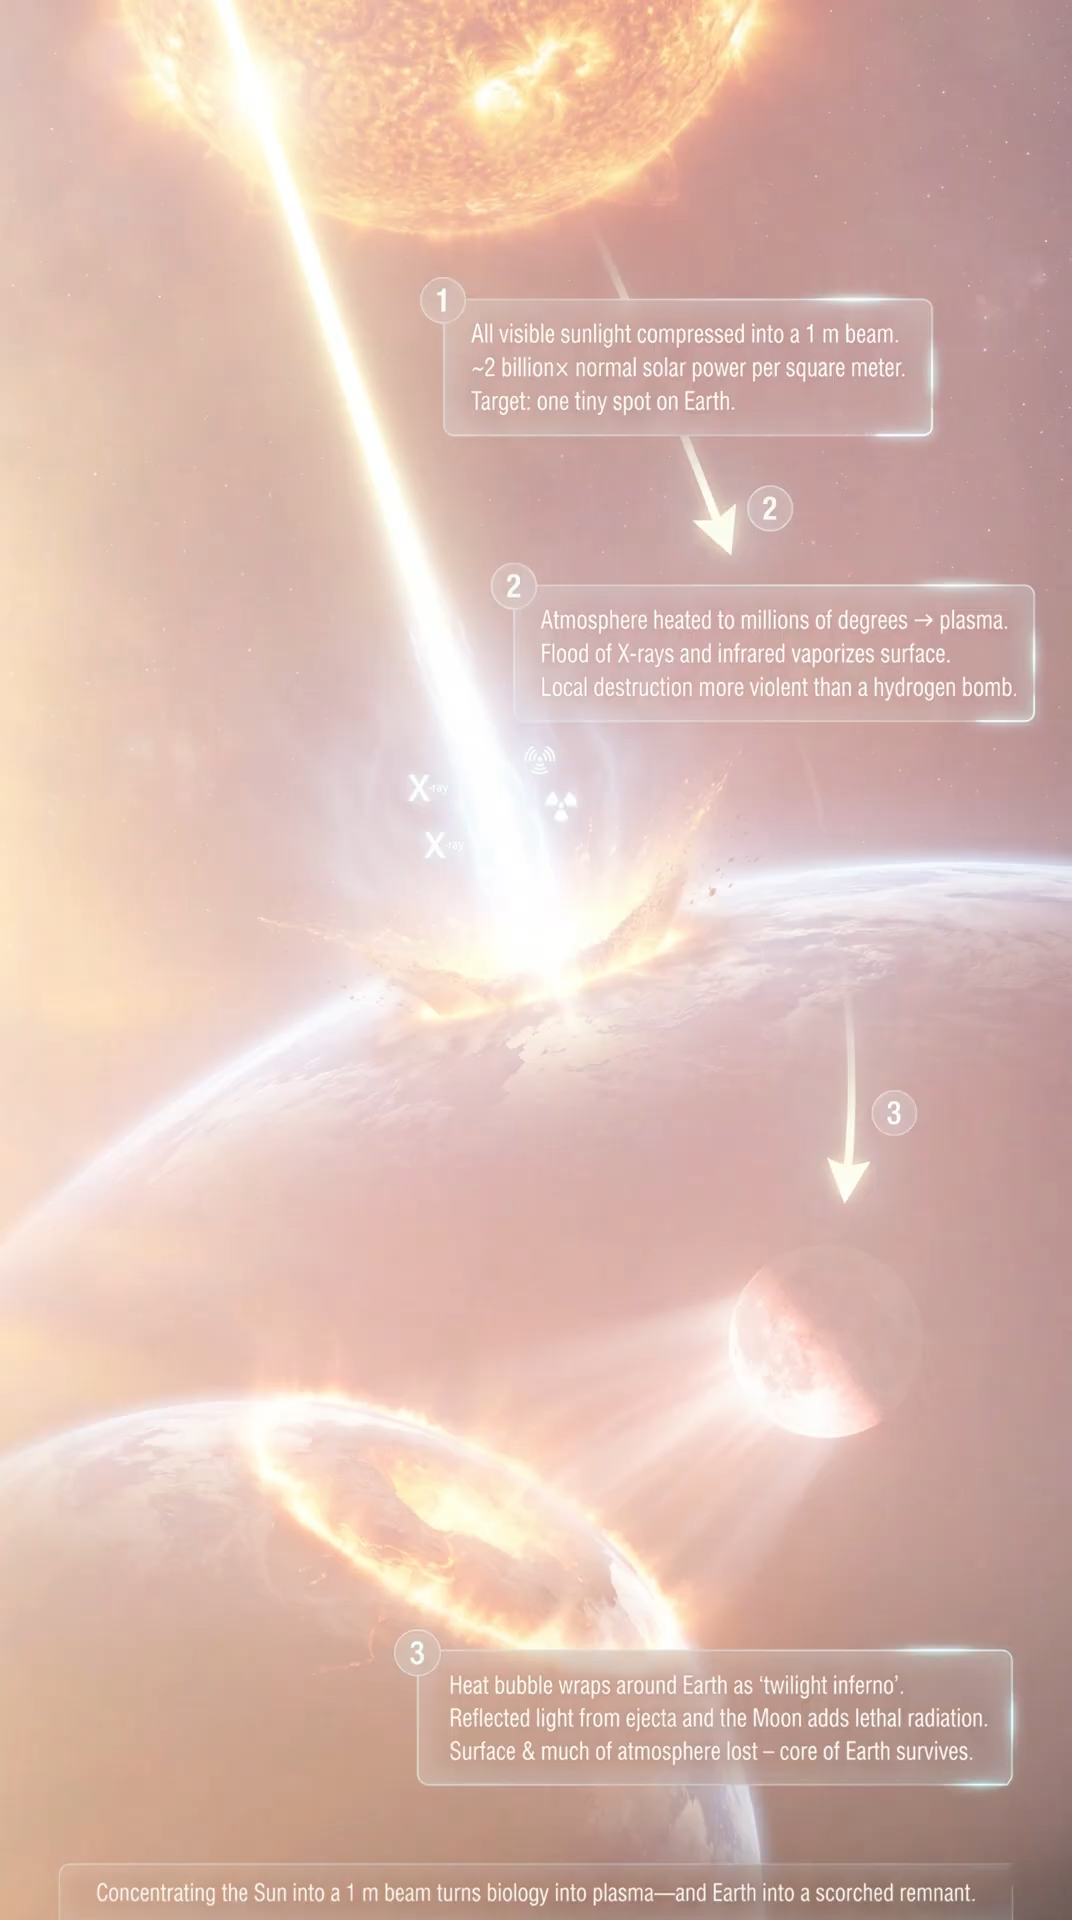 1
All visible sunlight compressed into a 1 m beam.
~2 billion× normal solar power per square meter.
Target: one tiny spot on Earth.
2
2
Atmosphere heated to millions of degrees → plasma.
Flood of X-rays and infrared vaporizes surface.
Local destruction more violent than a hydrogen bomb.
X-ray
X-ray
3
3
Heat bubble wraps around Earth as ‘twilight inferno’.
Reflected light from ejecta and the Moon adds lethal radiation.
Surface & much of atmosphere lost – core of Earth survives.
Concentrating the Sun into a 1 m beam turns biology into plasma—and Earth into a scorched remnant.